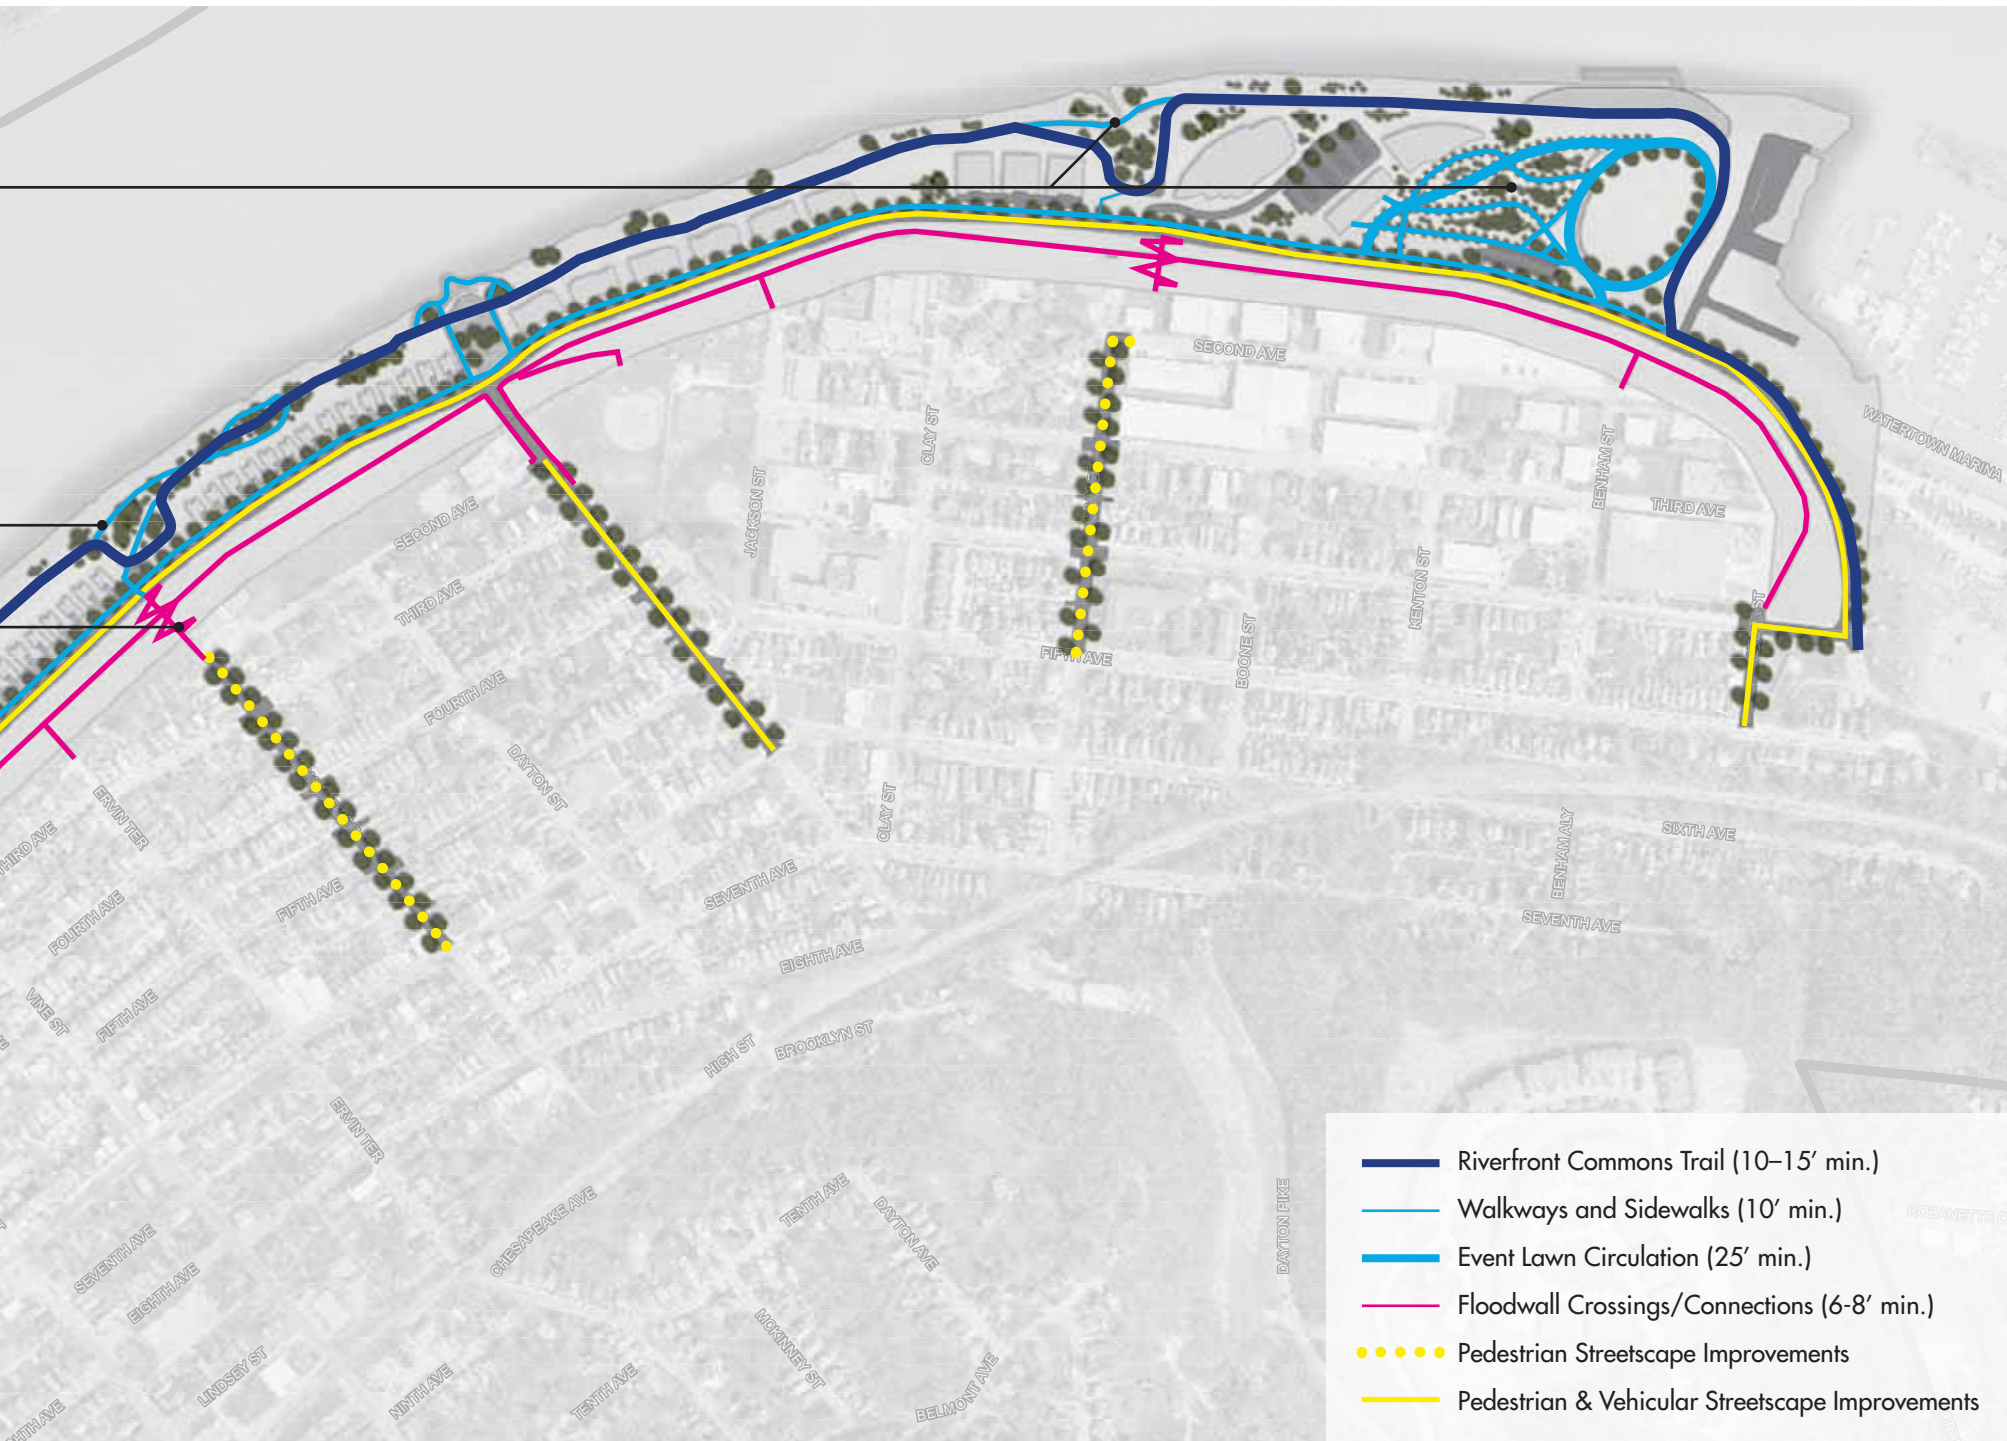 SECOND AVE
CLAY ST
WATERTOWN MARINA
BENHAM ST
JACKSON ST
SECOND AVE
THIRD AVE
THIRD AVE
KENTON ST
BOONE ST
FIFTH AVE
FOURTH AVE
DAYTON ST
ERVIN TER
CLAY ST
BENHAM ALY
SIXTH AVE
THIRD AVE
SEVENTH AVE
FIFTH AVE
FOURTH AVE
SEVENTH AVE
EIGHTH AVE
VINE ST
FIFTH AVE
HIGH ST
BROOKLYN ST
ERVIN TER
CHESAPEAKE AVE
TENTH AVE
DAYTON AVE
DAYTON PIKE
SEVENTH AVE
EIGHTH AVE
MCKINNEY ST
LINDSEY ST
NINTH AVE
TENTH AVE
BELMONT AVE
Riverfront Commons Trail (10–15′ min.)
Walkways and Sidewalks (10′ min.)
Event Lawn Circulation (25′ min.)
Floodwall Crossings/Connections (6-8′ min.)
Pedestrian Streetscape Improvements
Pedestrian & Vehicular Streetscape Improvements